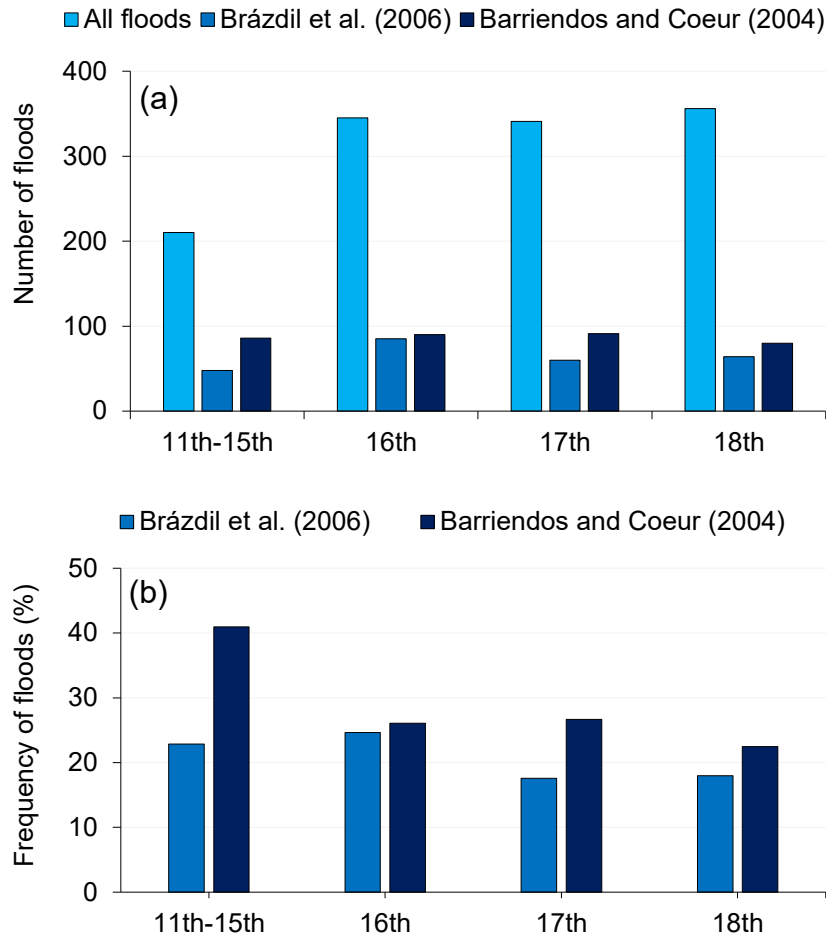 All floods Brázdil et al. (2006) Barriendos and Coeur (2004)
(a)
Number of floods
400
300
200
100
0
11th-15th 16th 17th 18th
Brázdil et al. (2006) Barriendos and Coeur (2004)
(b)
Frequency of floods (%)
50
40
30
20
10
0
11th-15th 16th 17th 18th